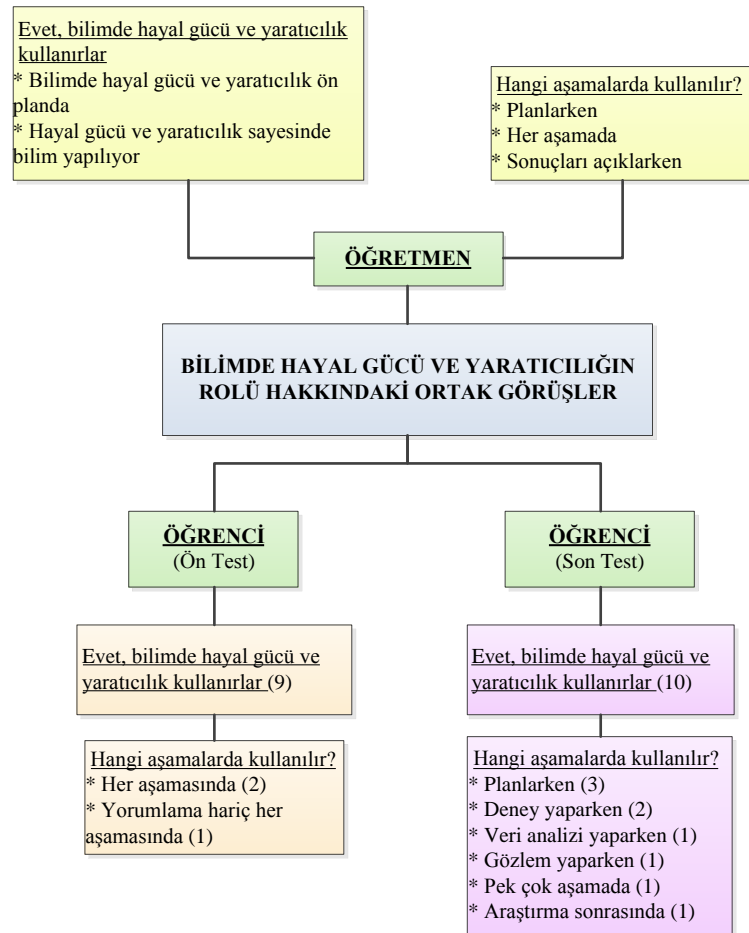 Evet, bilimde hayal gücü ve yaratıcılık
kullanırlar
* Bilimde hayal gücü ve yaratıcılık ön
planda
* Hayal gücü ve yaratıcılık sayesinde
bilim yapılıyor
Hangi aşamalarda kullanılır?
* Planlarken
* Her aşamada
* Sonuçları açıklarken
ÖĞRETMEN
BİLİMDE HAYAL GÜCÜ VE YARATICILIĞIN
ROLÜ HAKKINDAKİ ORTAK GÖRÜŞLER
ÖĞRENCİ
(Ön Test)
Evet, bilimde hayal gücü ve
yaratıcılık kullanırlar (9)
Hangi aşamalarda kullanılır?
* Her aşamasında (2)
* Yorumlama hariç her
aşamasında (1)
ÖĞRENCİ
(Son Test)
Evet, bilimde hayal gücü ve
yaratıcılık kullanırlar (10)
Hangi aşamalarda kullanılır?
* Planlarken (3)
* Deney yaparken (2)
* Veri analizi yaparken (1)
* Gözlem yaparken (1)
* Pek çok aşamada (1)
* Araştırma sonrasında (1)